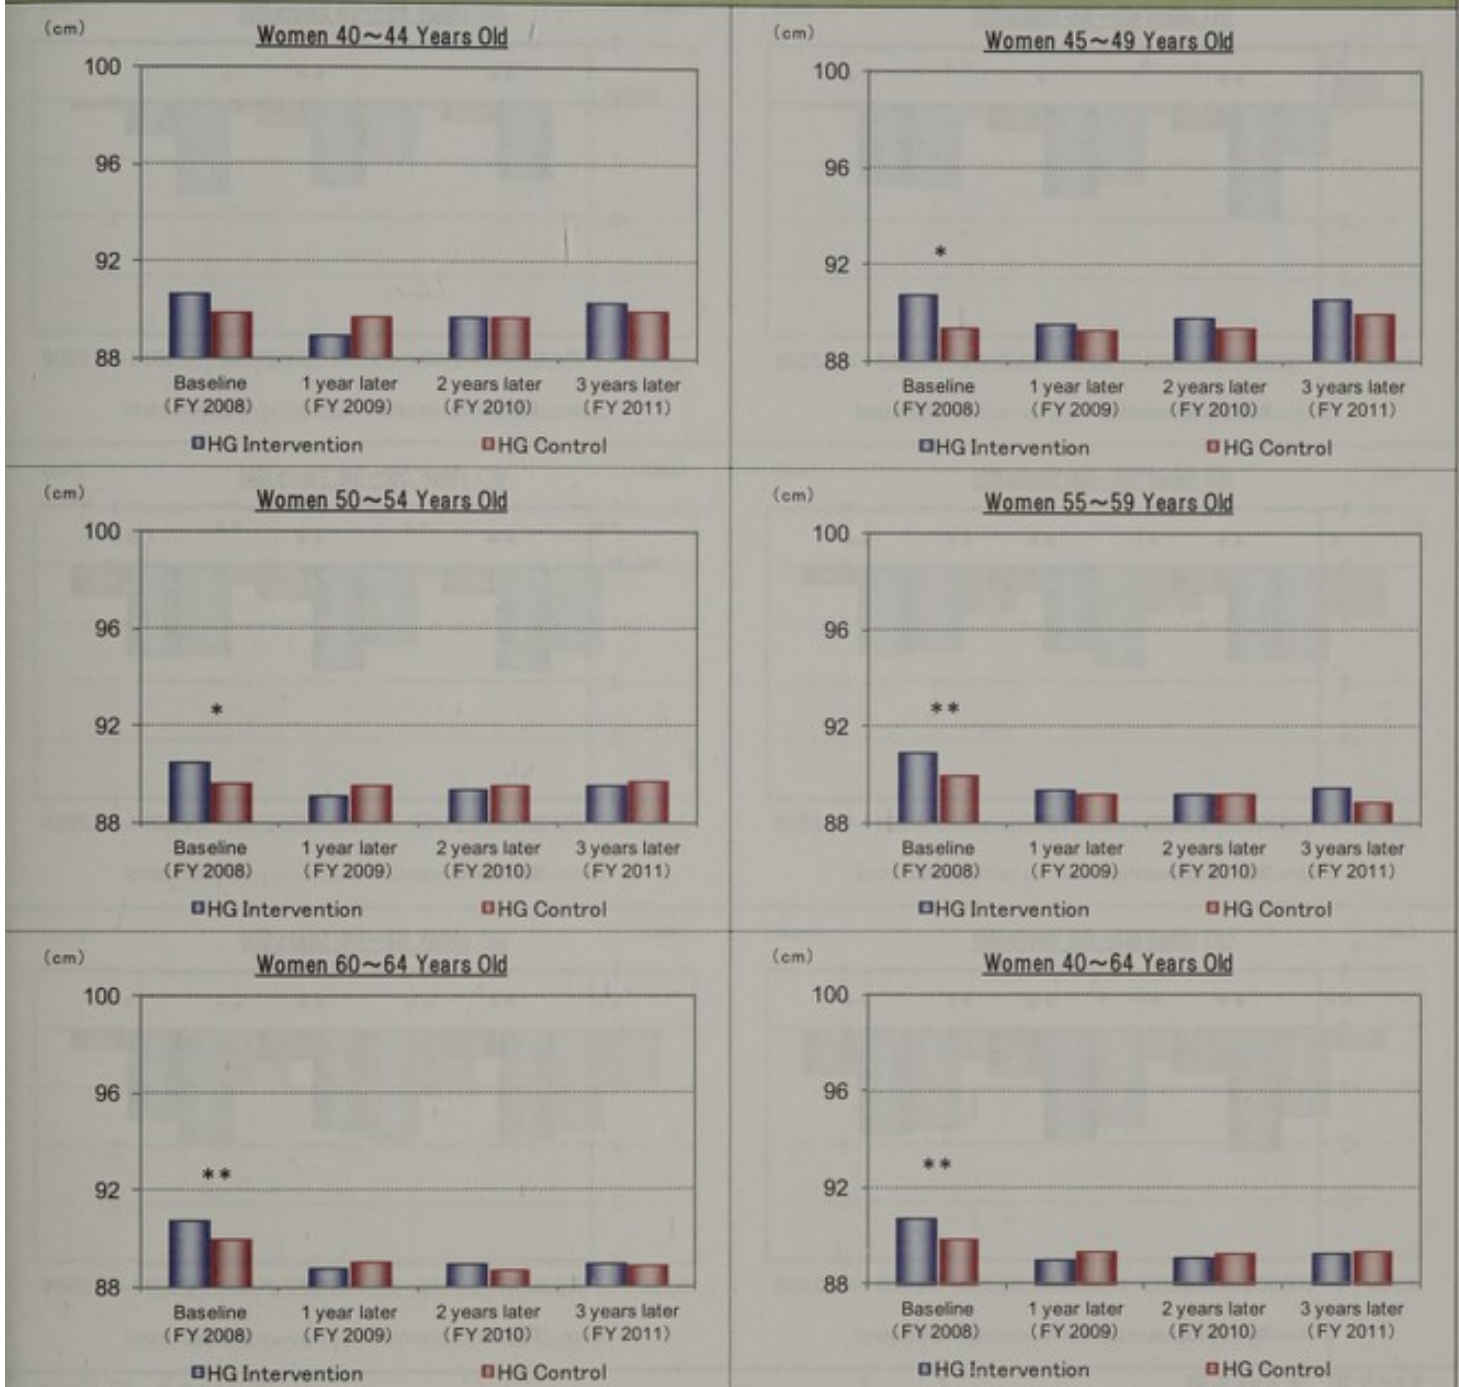 (cm)
Women 40～44 Years Old
100
96
92
88
Baseline 1 year later 2 years later 3 years later
(FY 2008) (FY 2009) (FY 2010) (FY 2011)
HG Intervention HG Control
(cm)
Women 45～49 Years Old
100
96
*
92
88
Baseline 1 year later 2 years later 3 years later
(FY 2008) (FY 2009) (FY 2010) (FY 2011)
HG Intervention HG Control
(cm)
Women 50～54 Years Old
100
96
*
92
88
Baseline 1 year later 2 years later 3 years later
(FY 2008) (FY 2009) (FY 2010) (FY 2011)
HG Intervention HG Control
(cm)
Women 55～59 Years Old
100
96
**
92
88
Baseline 1 year later 2 years later 3 years later
(FY 2008) (FY 2009) (FY 2010) (FY 2011)
HG Intervention HG Control
(cm)
Women 60～64 Years Old
100
96
**
92
88
Baseline 1 year later 2 years later 3 years later
(FY 2008) (FY 2009) (FY 2010) (FY 2011)
HG Intervention HG Control
(cm)
Women 40～64 Years Old
100
96
**
92
88
Baseline 1 year later 2 years later 3 years later
(FY 2008) (FY 2009) (FY 2010) (FY 2011)
HG Intervention HG Control